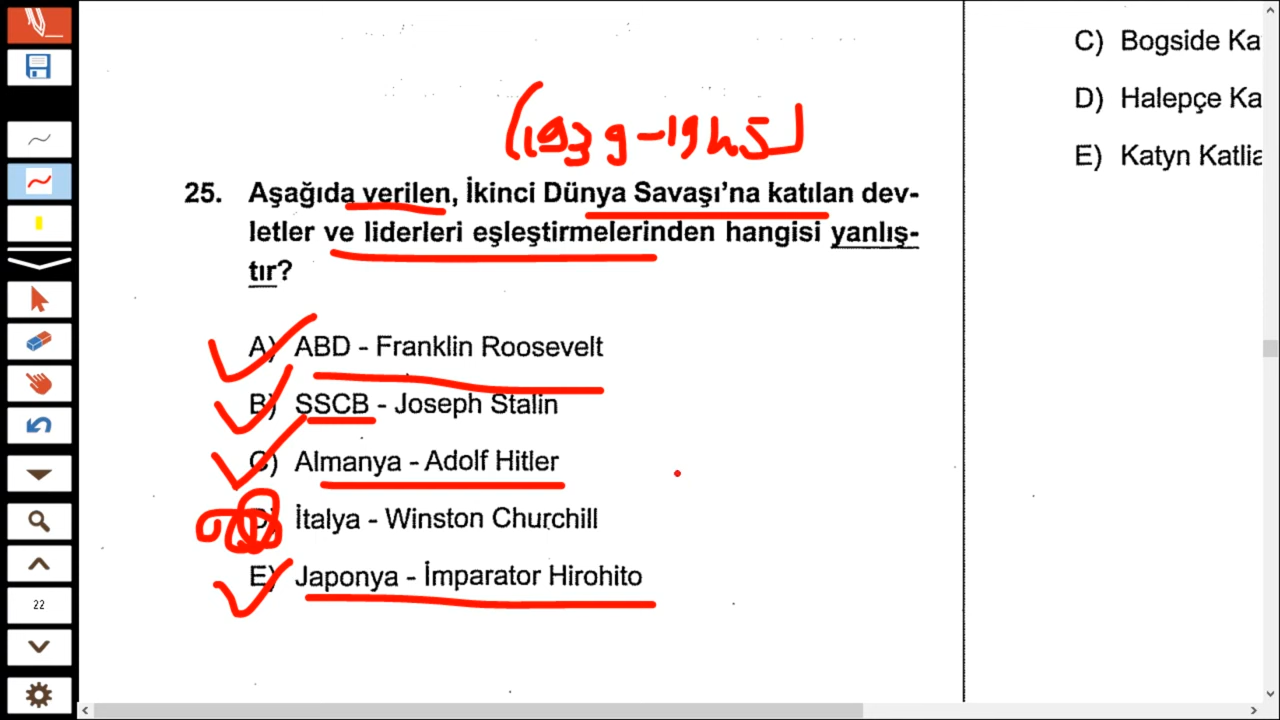 (1939-1945)
25. Aşağıda verilen, İkinci Dünya Savaşı'na katılan dev-
letler ve liderleri eşleştirmelerinden hangisi yanlış-
tır?
A) ABD - Franklin Roosevelt
B) SSCB - Joseph Stalin
C) Almanya - Adolf Hitler
D) İtalya - Winston Churchill
E) Japonya - İmparator Hirohito
C) Bogside Ka
D) Halepçe Ka
E) Katyn Katlia
22